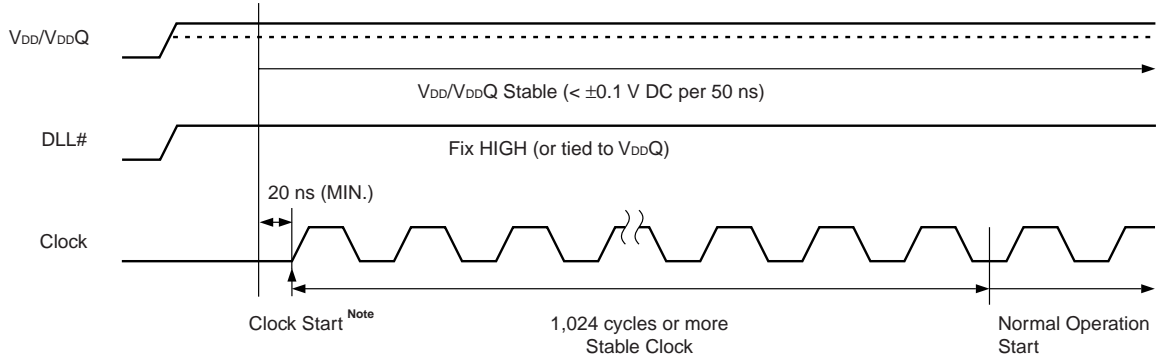 VDD/VDDQ
VDD/VDDQ Stable (< ±0.1 V DC per 50 ns)
DLL#
Fix HIGH (or tied to VDDQ)
20 ns (MIN.)
Clock
Clock Start Note
1,024 cycles or more
Stable Clock
Normal Operation
Start